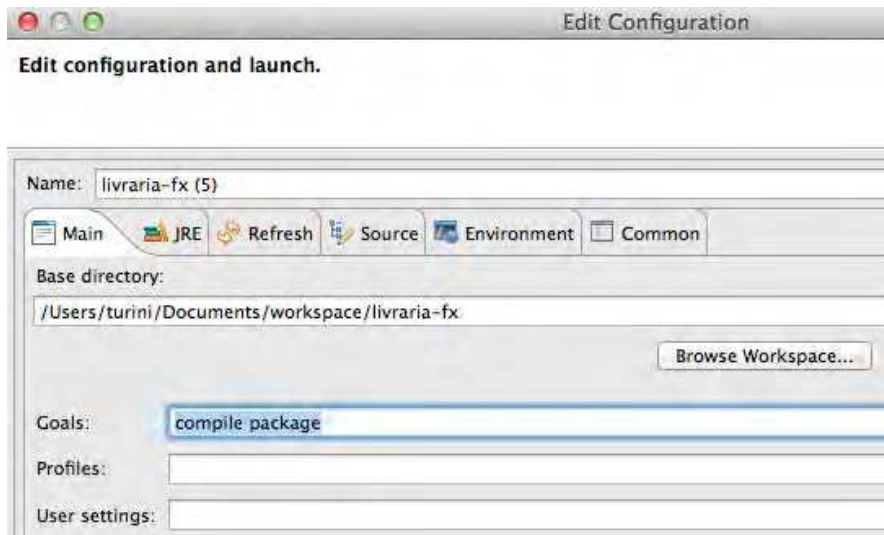 Edit Configuration
Edit configuration and launch.
Name: livraria-fx (5)
Main JRE Refresh Source Environment Common
Base directory:
/Users/turini/Documents/workspace/livraria-fx
Browse Workspace...
Goals: compile package
Profiles:
User settings: